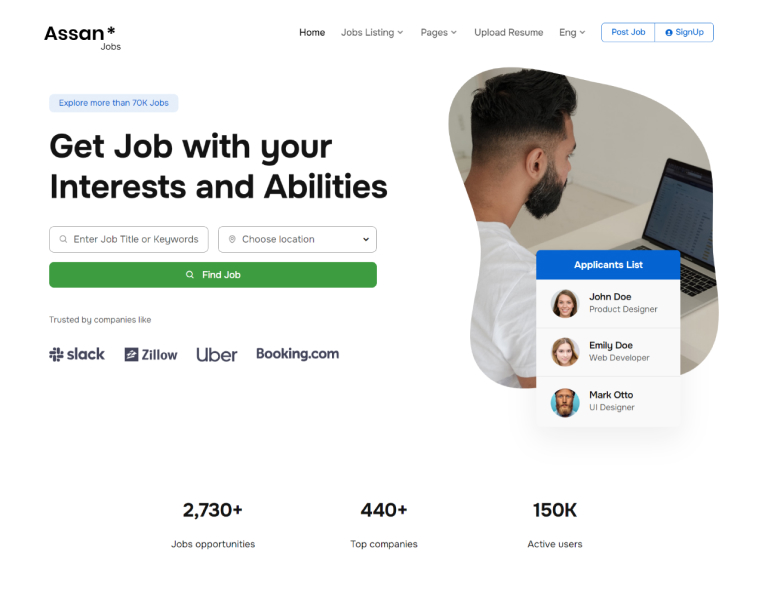 Assan*
Jobs
Home
Jobs Listing
Pages
Upload Resume
Eng
Post Job
SignUp
Explore more than 70K Jobs
Get Job with your
Interests and Abilities
Enter Job Title or Keywords
Choose location
Find Job
Trusted by companies like
slack
Zillow
Uber
Booking.com
Applicants List
John Doe
Product Designer
Emily Doe
Web Developer
Mark Otto
UI Designer
2,730+
440+
150K
Jobs opportunities
Top companies
Active users